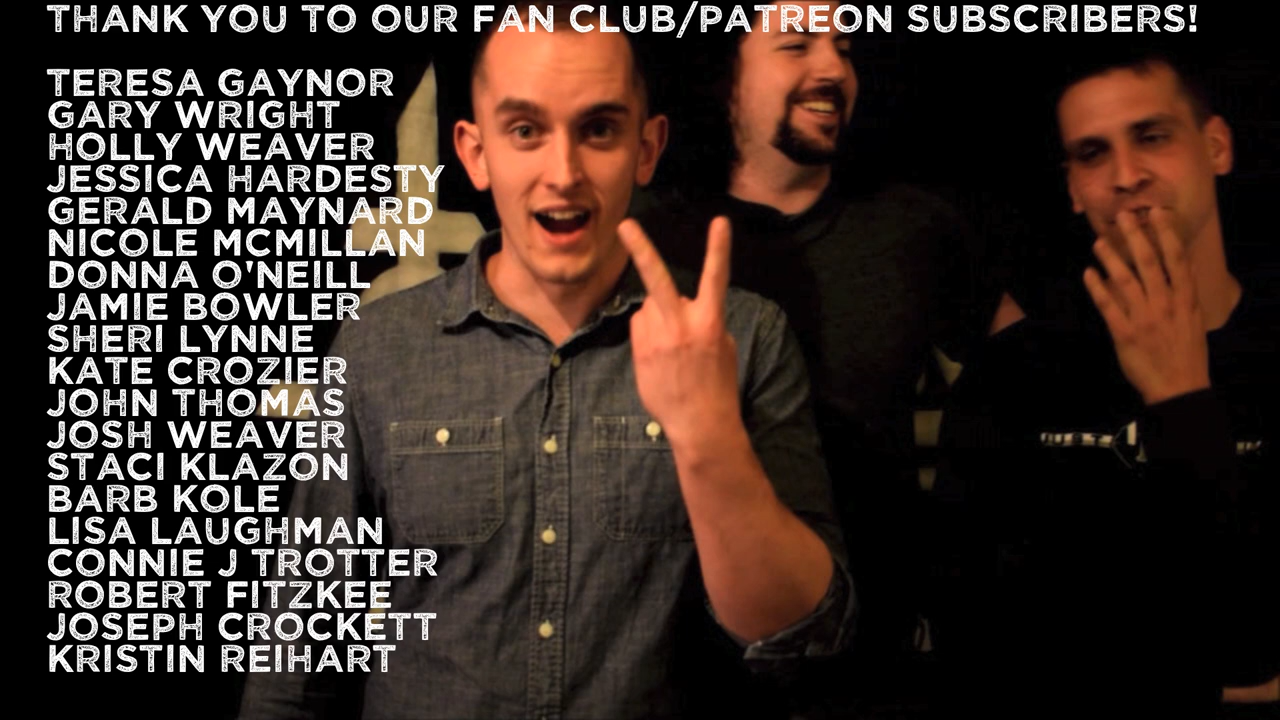 THANK YOU TO OUR FAN CLUB/PATREON SUBSCRIBERS!
TERESA GAYNOR
GARY WRIGHT
HOLLY WEAVER
JESSICA HARDESTY
GERALD MAYNARD
NICOLE MCMILLAN
DONNA O'NEILL
JAMIE BOWLER
SHERI LYNNE
KATE CROZIER
JOHN THOMAS
JOSH WEAVER
STACI KLAZON
BARB KOLE
LISA LAUGHMAN
CONNIE J TROTTER
ROBERT FITZKEE
JOSEPH CROCKETT
KRISTIN REIHART